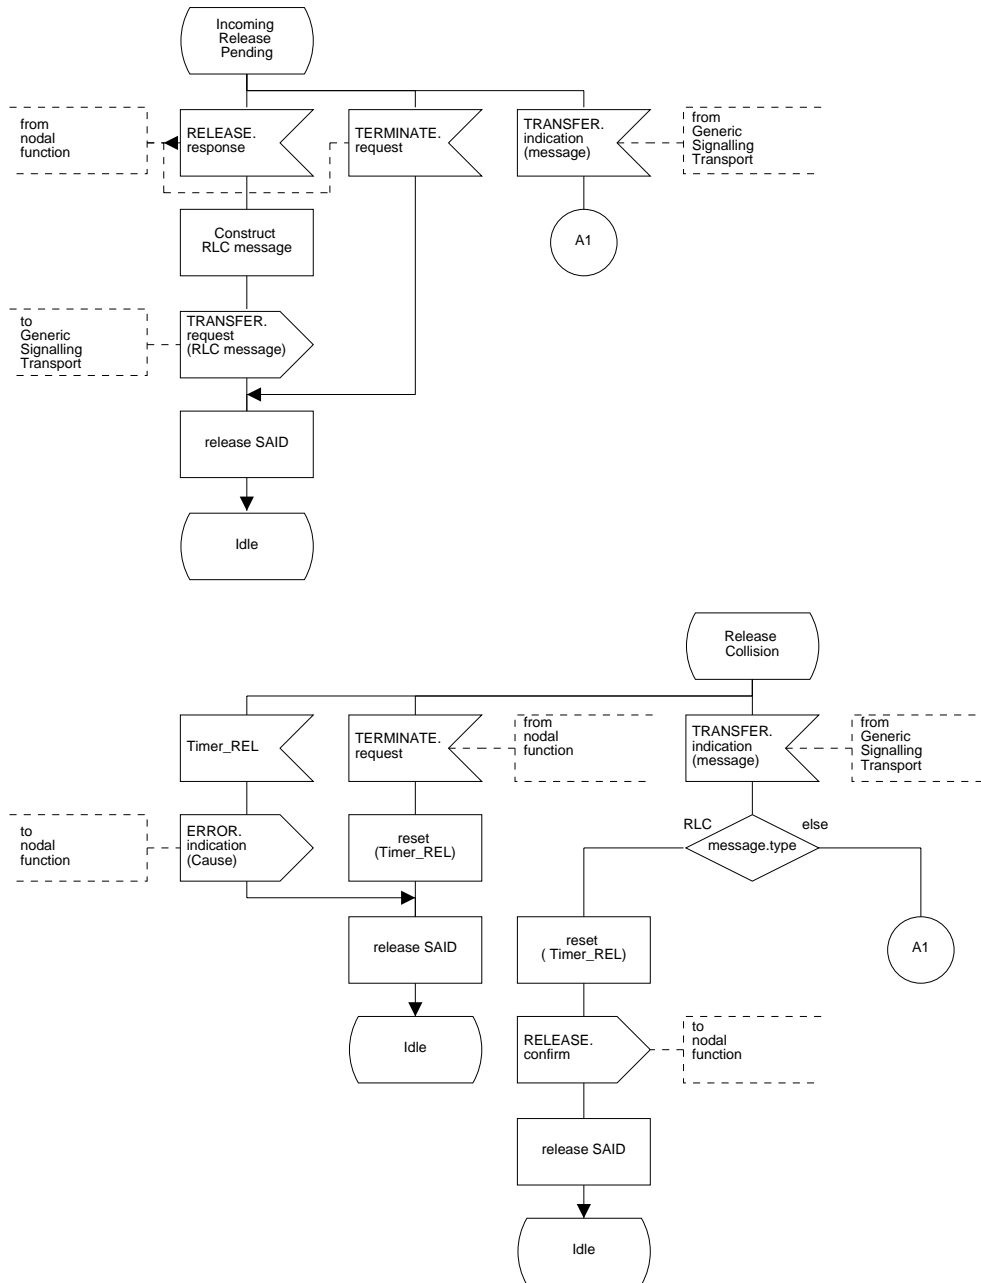 Incoming
Release
Pending
from
nodal
function
RELEASE.
response
TERMINATE.
request
TRANSFER.
indication
(message)
from
Generic
Signalling
Transport
Construct
RLC message
A1
to
Generic
Signalling
Transport
TRANSFER.
request
(RLC message)
release SAID
Idle
Release
Collision
Timer_REL
TERMINATE.
request
from
nodal
function
TRANSFER.
indication
(message)
from
Generic
Signalling
Transport
to
nodal
function
ERROR.
indication
(Cause)
reset
(Timer_REL)
RLC
message.type
else
release SAID
reset
( Timer_REL)
A1
Idle
RELEASE.
confirm
to
nodal
function
release SAID
Idle